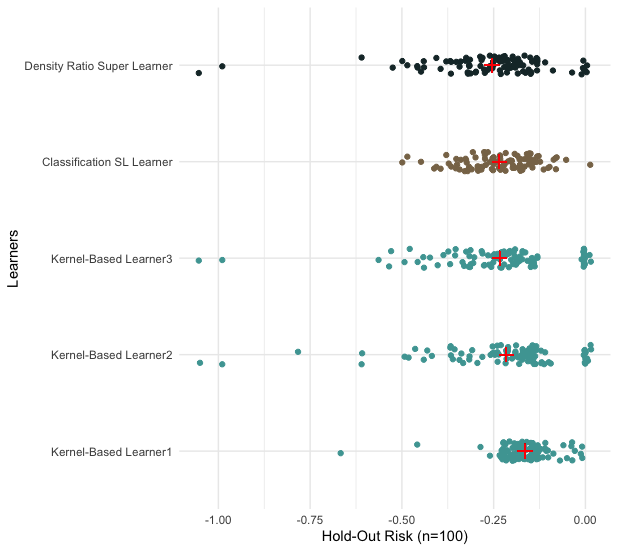 Learners
Density Ratio Super Learner
Classification SL Learner
Kernel-Based Learner3
Kernel-Based Learner2
Kernel-Based Learner1
-1.00 -0.75 -0.50 -0.25 0.00
Hold-Out Risk (n=100)